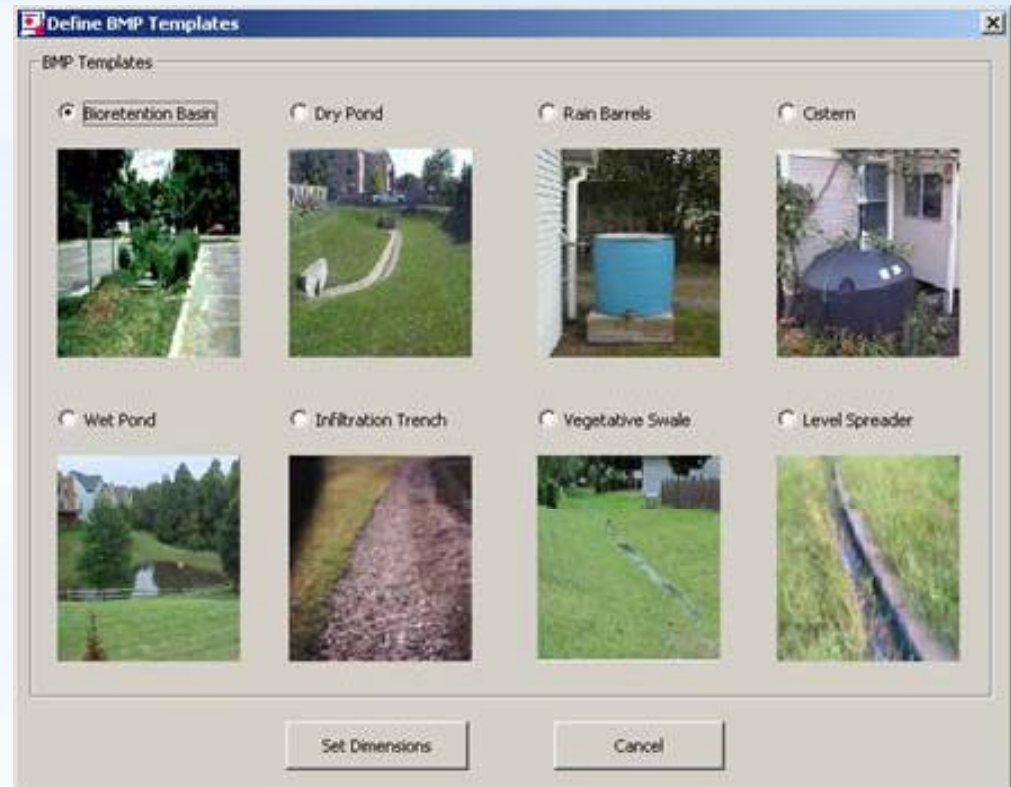 Define BMP Templates
BMP Templates
Bioretention Basin
Dry Pond
Rain Barrels
Cistern
Wet Pond
Infiltration Trench
Vegetative Swale
Level Spreader
Set Dimensions
Cancel